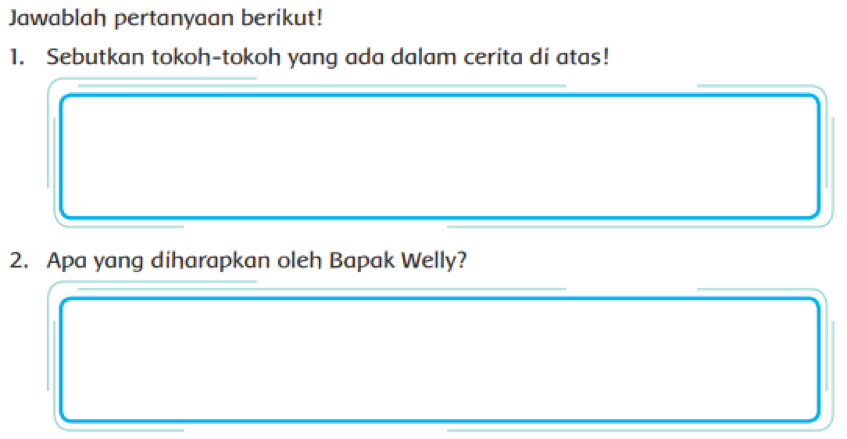 Jawablah pertanyaan berikut!
1. Sebutkan tokoh-tokoh yang ada dalam cerita di atas!
2. Apa yang diharapkan oleh Bapak Welly?